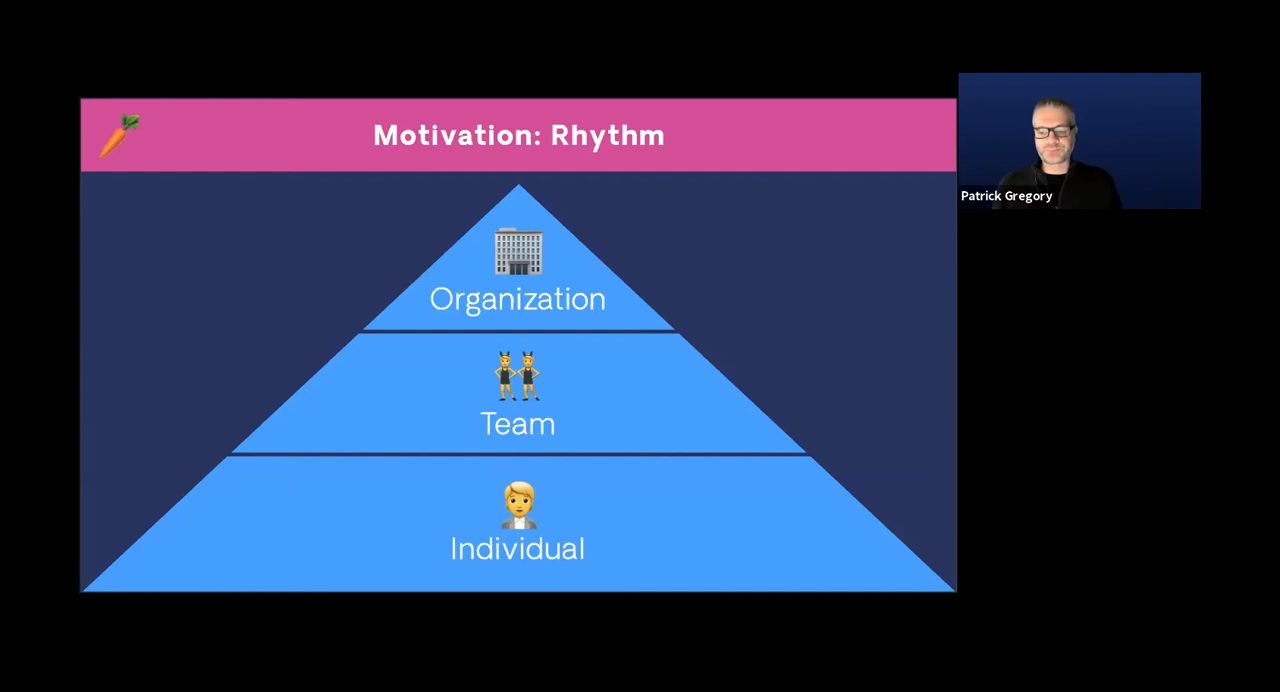 Motivation: Rhythm
Organization
Team
Individual
Patrick Gregory